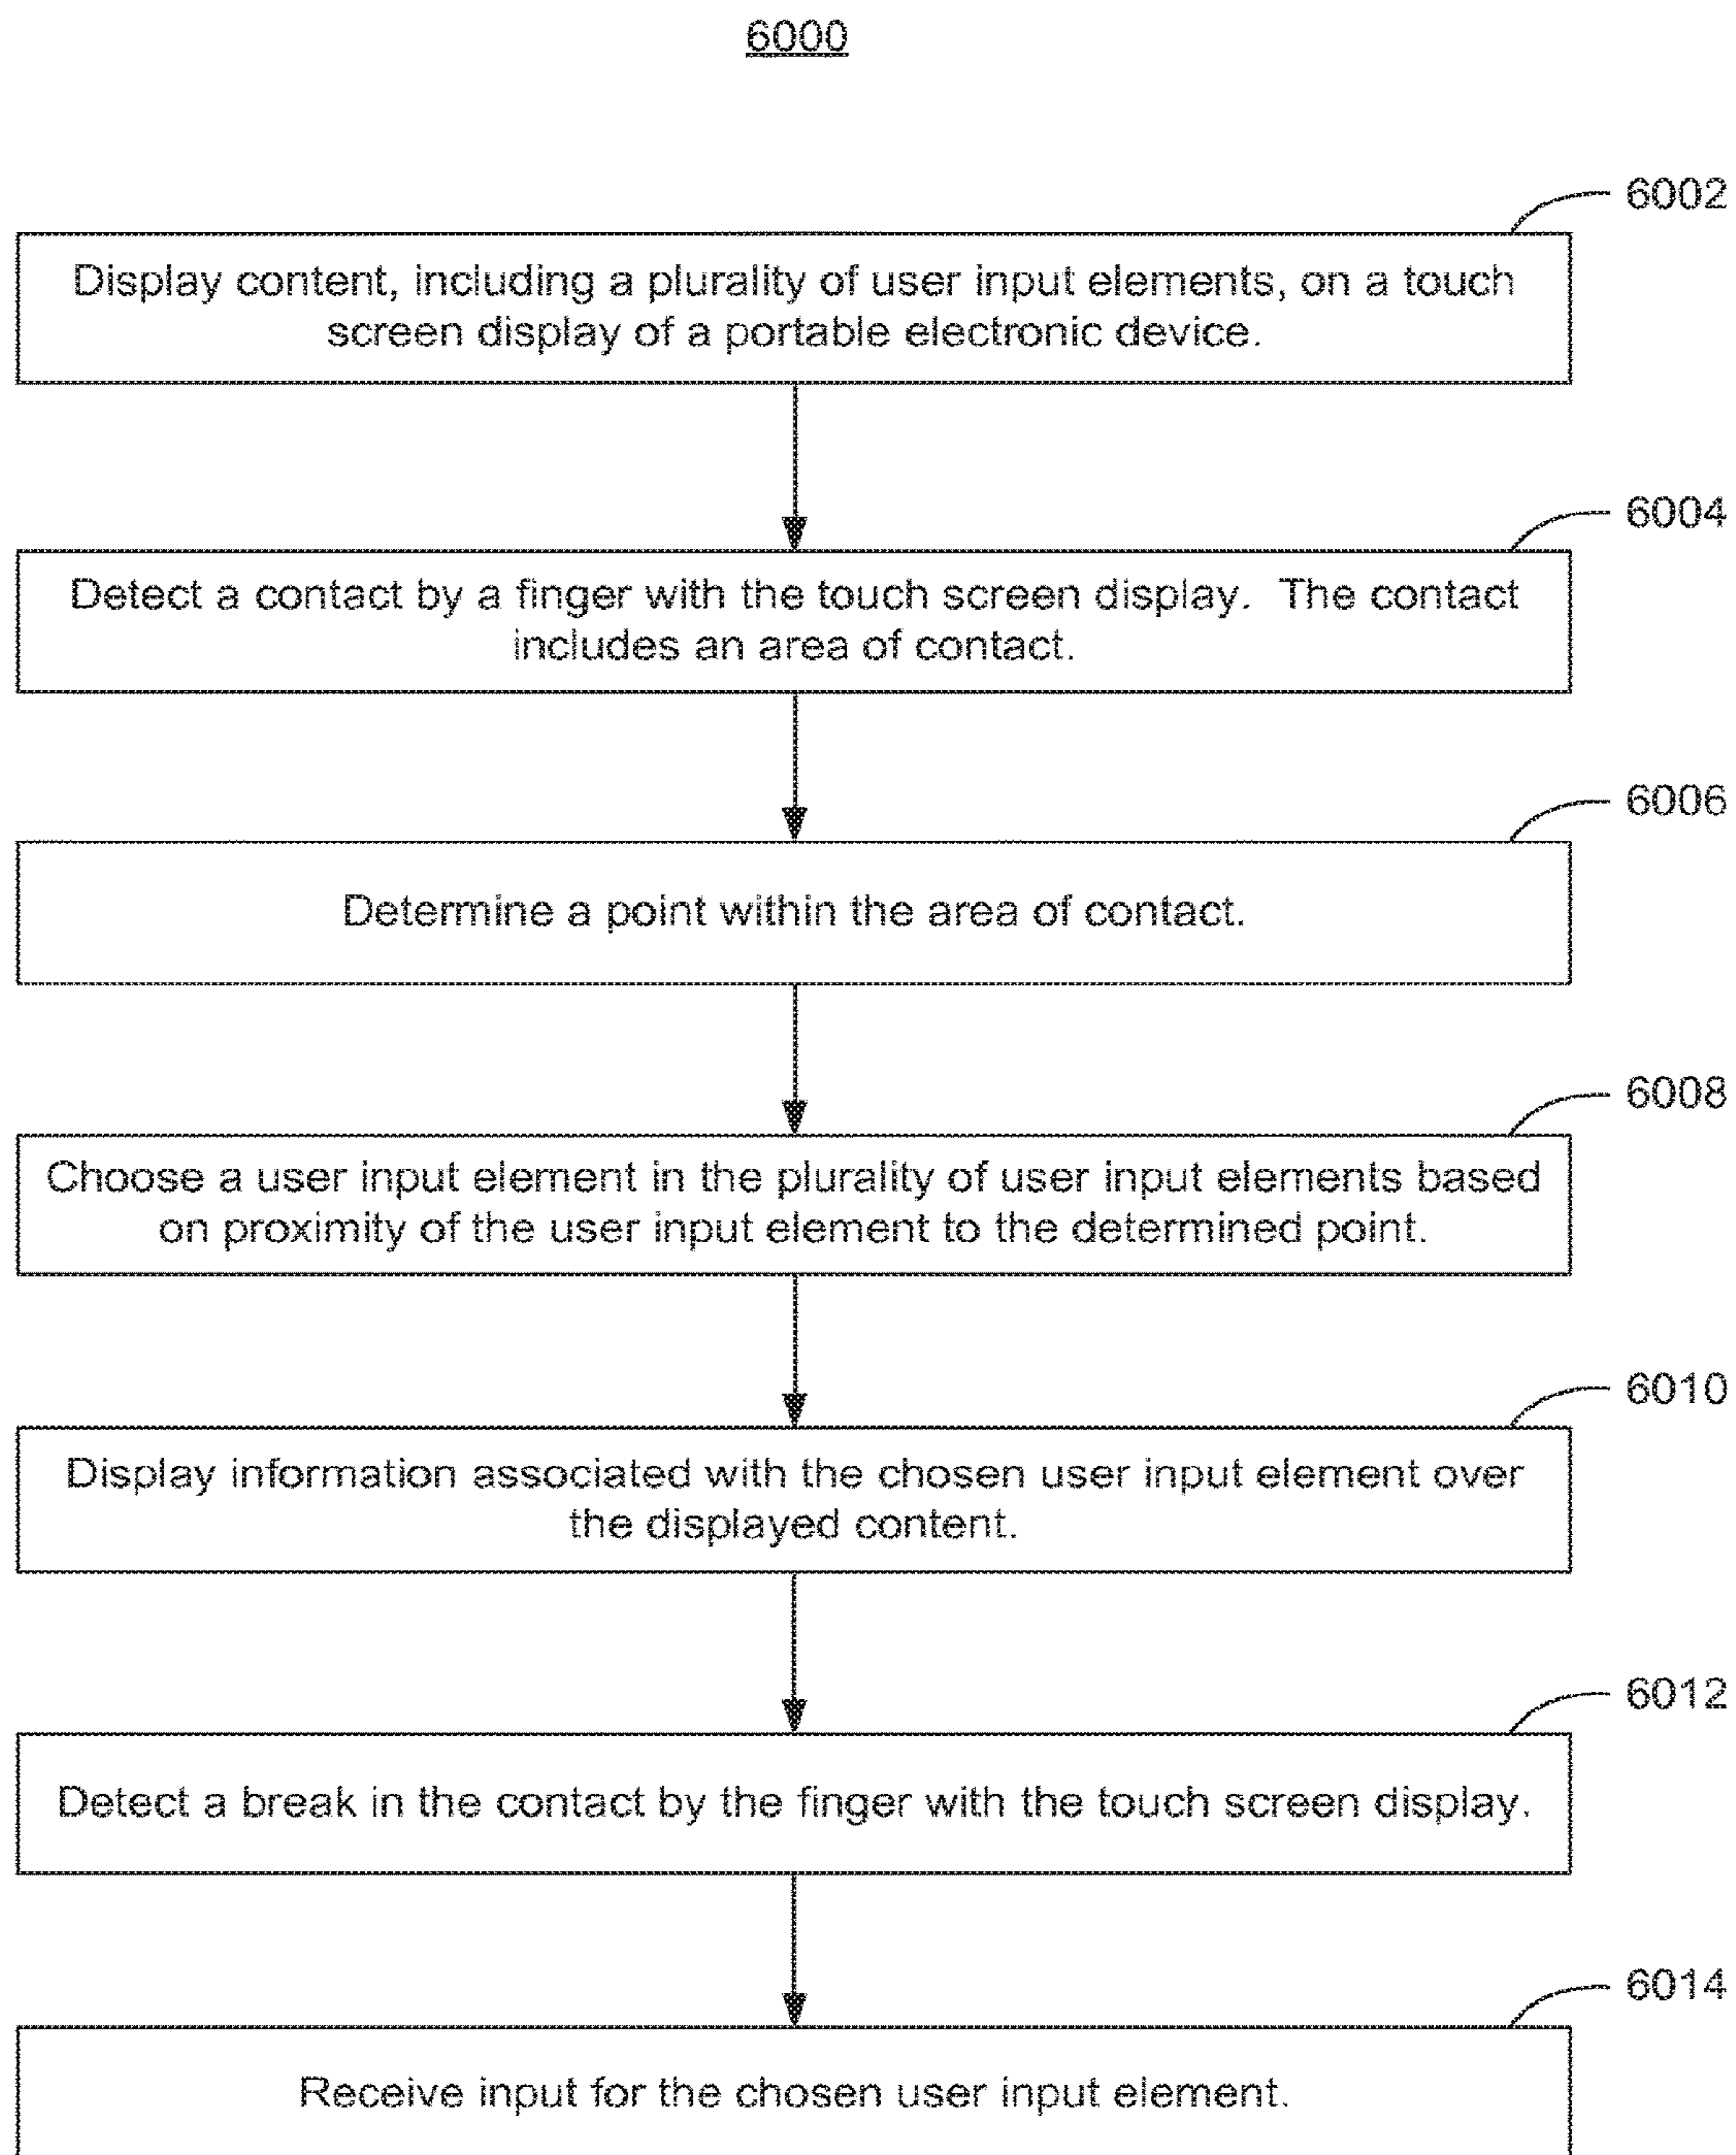 6000
6002
Display content, including a plurality of user input elements, on a touch
screen display of a portable electronic device.
6004
Detect a contact by a finger with the touch screen display.  The contact
includes an area of contact.
6006
Determine a point within the area of contact.
6008
Choose a user input element in the plurality of user input elements based
on proximity of the user input element to the determined point.
6010
Display information associated with the chosen user input element over
the displayed content.
6012
Detect a break in the contact by the finger with the touch screen display.
6014
Receive input for the chosen user input element.